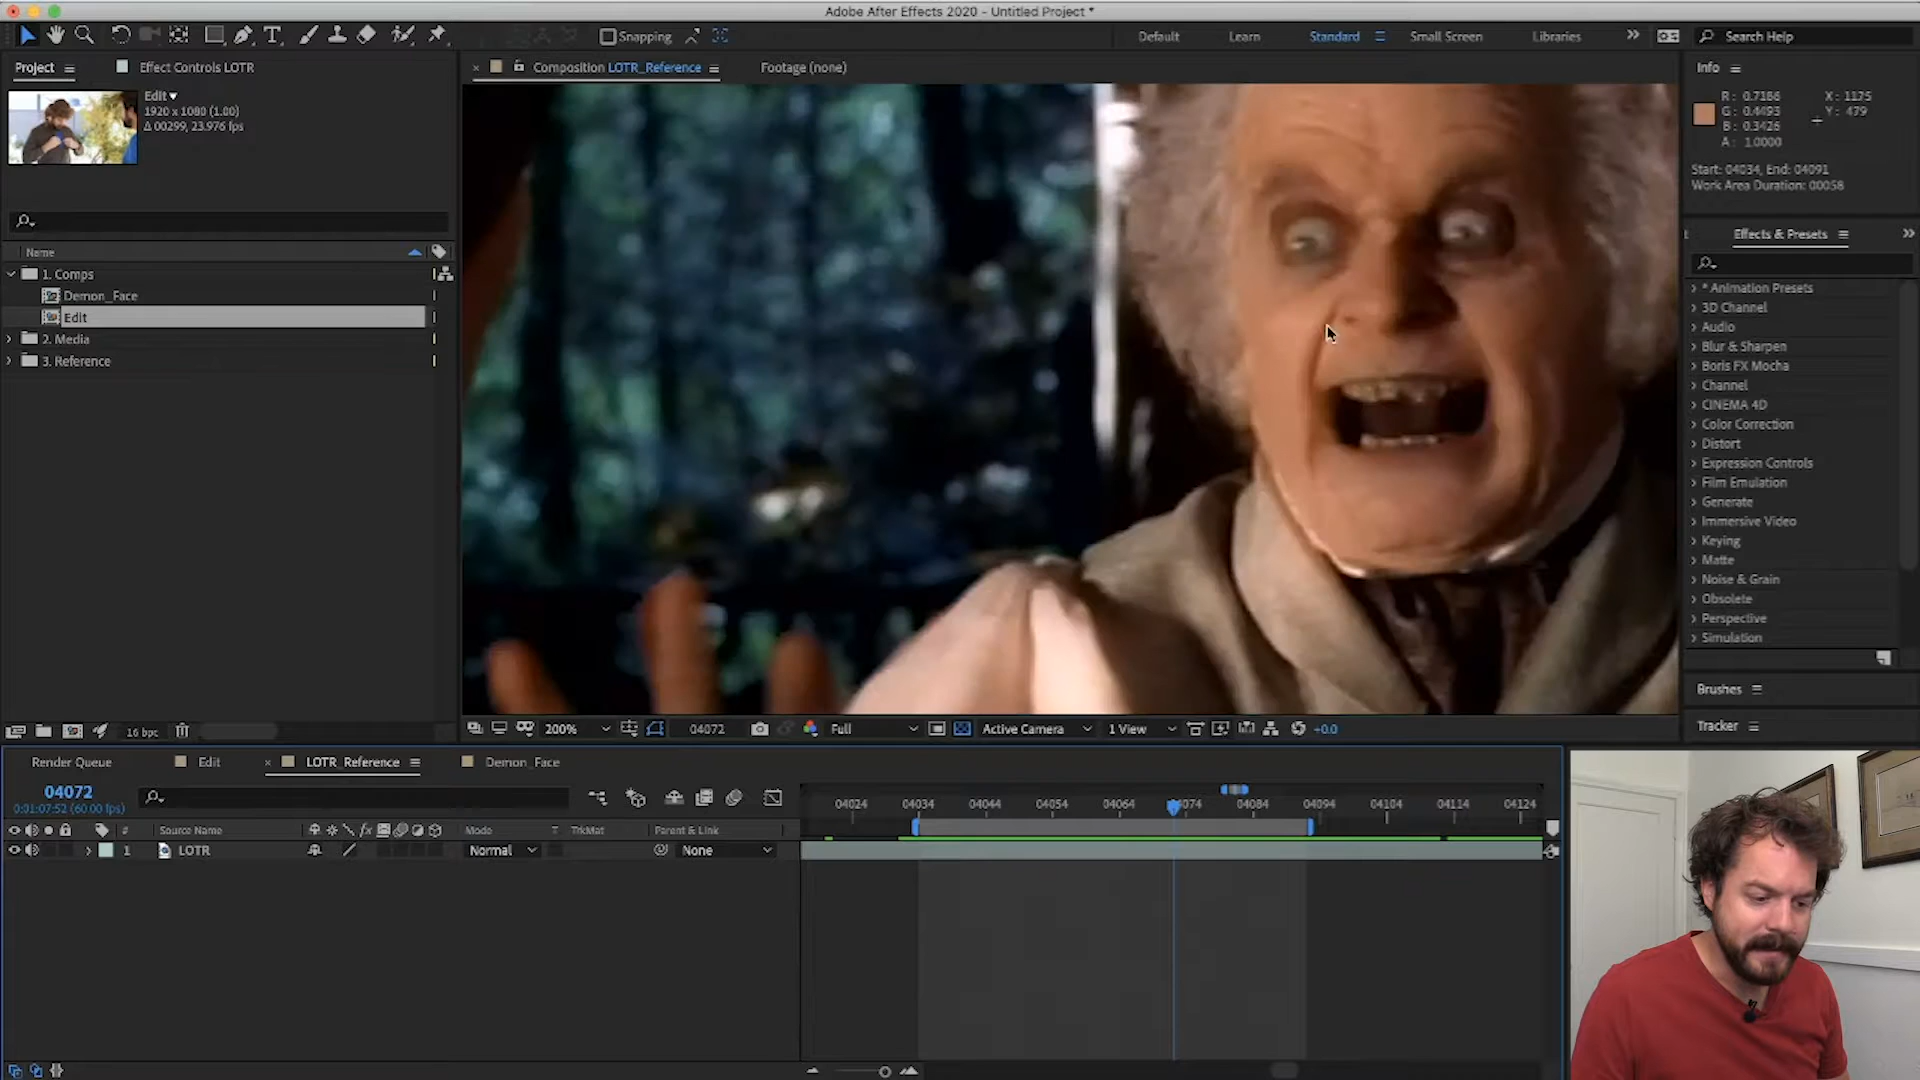 Adobe After Effects 2020 - Untitled Project *
Snapping
Default
Learn
Standard
Small Screen
Libraries
Search Help
Project
Effect Controls LOTR
Edit
1920 x 1080 (1.00)
Δ 00299, 23.976 fps
Name
1. Comps
Demon_Face
Edit
2. Media
3. Reference
16 bpc
Composition LOTR_Reference
Footage (none)
200%
04072
Full
Active Camera
1 View
+0.0
Info
R: 0.7166
G: 0.4493
B: 0.3426
A: 1.0000
X: 1175
Y: 479
Start: 04034, End: 04091
Work Area Duration: 00058
Effects & Presets
* Animation Presets
3D Channel
Audio
Blur & Sharpen
Boris FX Mocha
Channel
CINEMA 4D
Color Correction
Distort
Expression Controls
Film Emulation
Generate
Immersive Video
Keying
Matte
Noise & Grain
Obsolete
Perspective
Simulation
Brushes
Tracker
Render Queue
Edit
LOTR_Reference
Demon_Face
04072
0:01:07:52 (60.00 fps)
04024
04034
04044
04054
04064
04074
04084
04094
04104
04114
04124
#
Source Name
fx
Mode
T
TrkMat
Parent & Link
1
LOTR
Normal
None